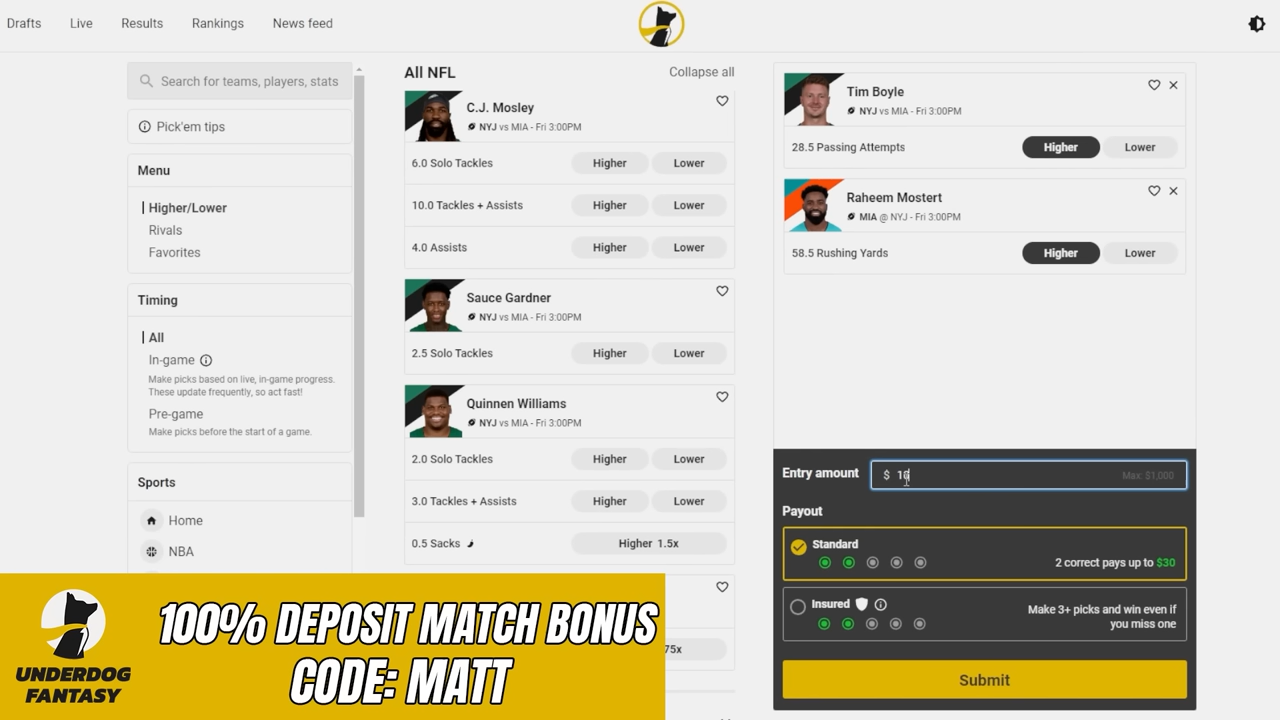 Drafts
Live
Results
Rankings
News feed
Search for teams, players, stats
Pick'em tips
Menu
Higher/Lower
Rivals
Favorites
Timing
All
In-game
Make picks based on live, in-game progress.
These update frequently, so act fast!
Pre-game
Make picks before the start of a game.
Sports
Home
NBA
All NFL
Collapse all
C.J. Mosley
NYJ vs MIA - Fri 3:00PM
6.0 Solo Tackles Higher Lower
10.0 Tackles + Assists Higher Lower
4.0 Assists Higher Lower
Sauce Gardner
NYJ vs MIA - Fri 3:00PM
2.5 Solo Tackles Higher Lower
Quinnen Williams
NYJ vs MIA - Fri 3:00PM
2.0 Solo Tackles Higher Lower
3.0 Tackles + Assists Higher Lower
0.5 Sacks Higher 1.5x
75x
Tim Boyle
NYJ vs MIA - Fri 3:00PM
28.5 Passing Attempts Higher Lower
Raheem Mostert
MIA @ NYJ - Fri 3:00PM
58.5 Rushing Yards Higher Lower
Entry amount $ 10 Max: $1,000
Payout
Standard
2 correct pays up to $30
Insured
Make 3+ picks and win even if
you miss one
Submit
UNDERDOG
FANTASY
100% DEPOSIT MATCH BONUS
CODE: MATT